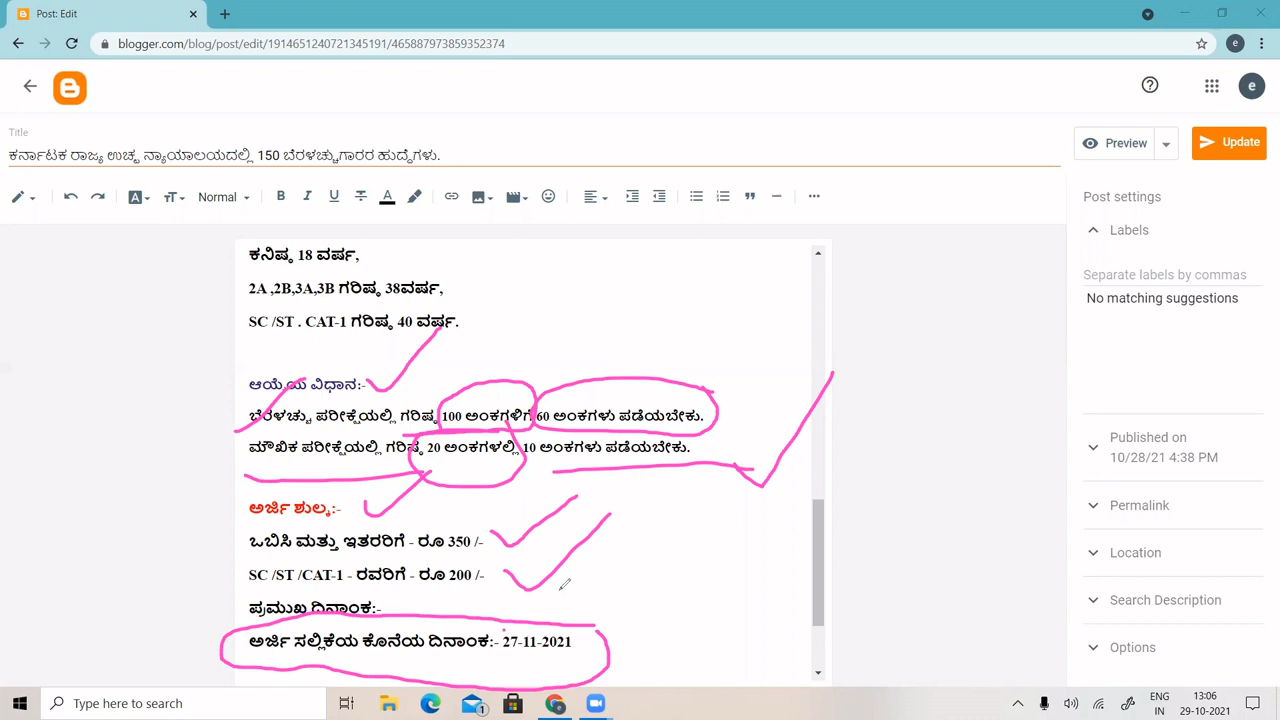 Post: Edit
blogger.com/blog/post/edit/1914651240721345191/465887973859352374
e
e
Title
ಕರ್ನಾಟಕ ರಾಜ್ಯ ಉಚ್ಚ ನ್ಯಾಯಾಲಯದಲ್ಲಿ 150 ಬೆರಳಚ್ಚುಗಾರರ ಹುದ್ದೆಗಳು.
Preview
Update
Normal
B I U A
Post settings
Labels
Separate labels by commas
No matching suggestions
ಕನಿಷ್ಠ 18 ವರ್ಷ,
2A ,2B,3A,3B ಗರಿಷ್ಠ 38ವರ್ಷ,
SC /ST . CAT-1 ಗರಿಷ್ಠ 40 ವರ್ಷ.
ಆಯ್ಕೆಯ ವಿಧಾನ:-
ಬೆರಳಚ್ಚು ಪರೀಕ್ಷೆಯಲ್ಲಿ ಗರಿಷ್ಠ 100 ಅಂಕಗಳಿಗೆ 60 ಅಂಕಗಳು ಪಡೆಯಬೇಕು.
ಮೌಖಿಕ ಪರೀಕ್ಷೆಯಲ್ಲಿ ಗರಿಷ್ಠ 20 ಅಂಕಗಳಲ್ಲಿ 10 ಅಂಕಗಳು ಪಡೆಯಬೇಕು.
ಅರ್ಜಿ ಶುಲ್ಕ:-
ಒಬಿಸಿ ಮತ್ತು ಇತರರಿಗೆ - ರೂ 350 /-
SC /ST /CAT-1 - ರವರಿಗೆ - ರೂ 200 /-
ಪ್ರಮುಖ ದಿನಾಂಕ:-
ಅರ್ಜಿ ಸಲ್ಲಿಕೆಯ ಕೊನೆಯ ದಿನಾಂಕ:- 27-11-2021
Published on
10/28/21 4:38 PM
Permalink
Location
Search Description
Options
Type here to search
1
ENG
IN
13:06
29-10-2021